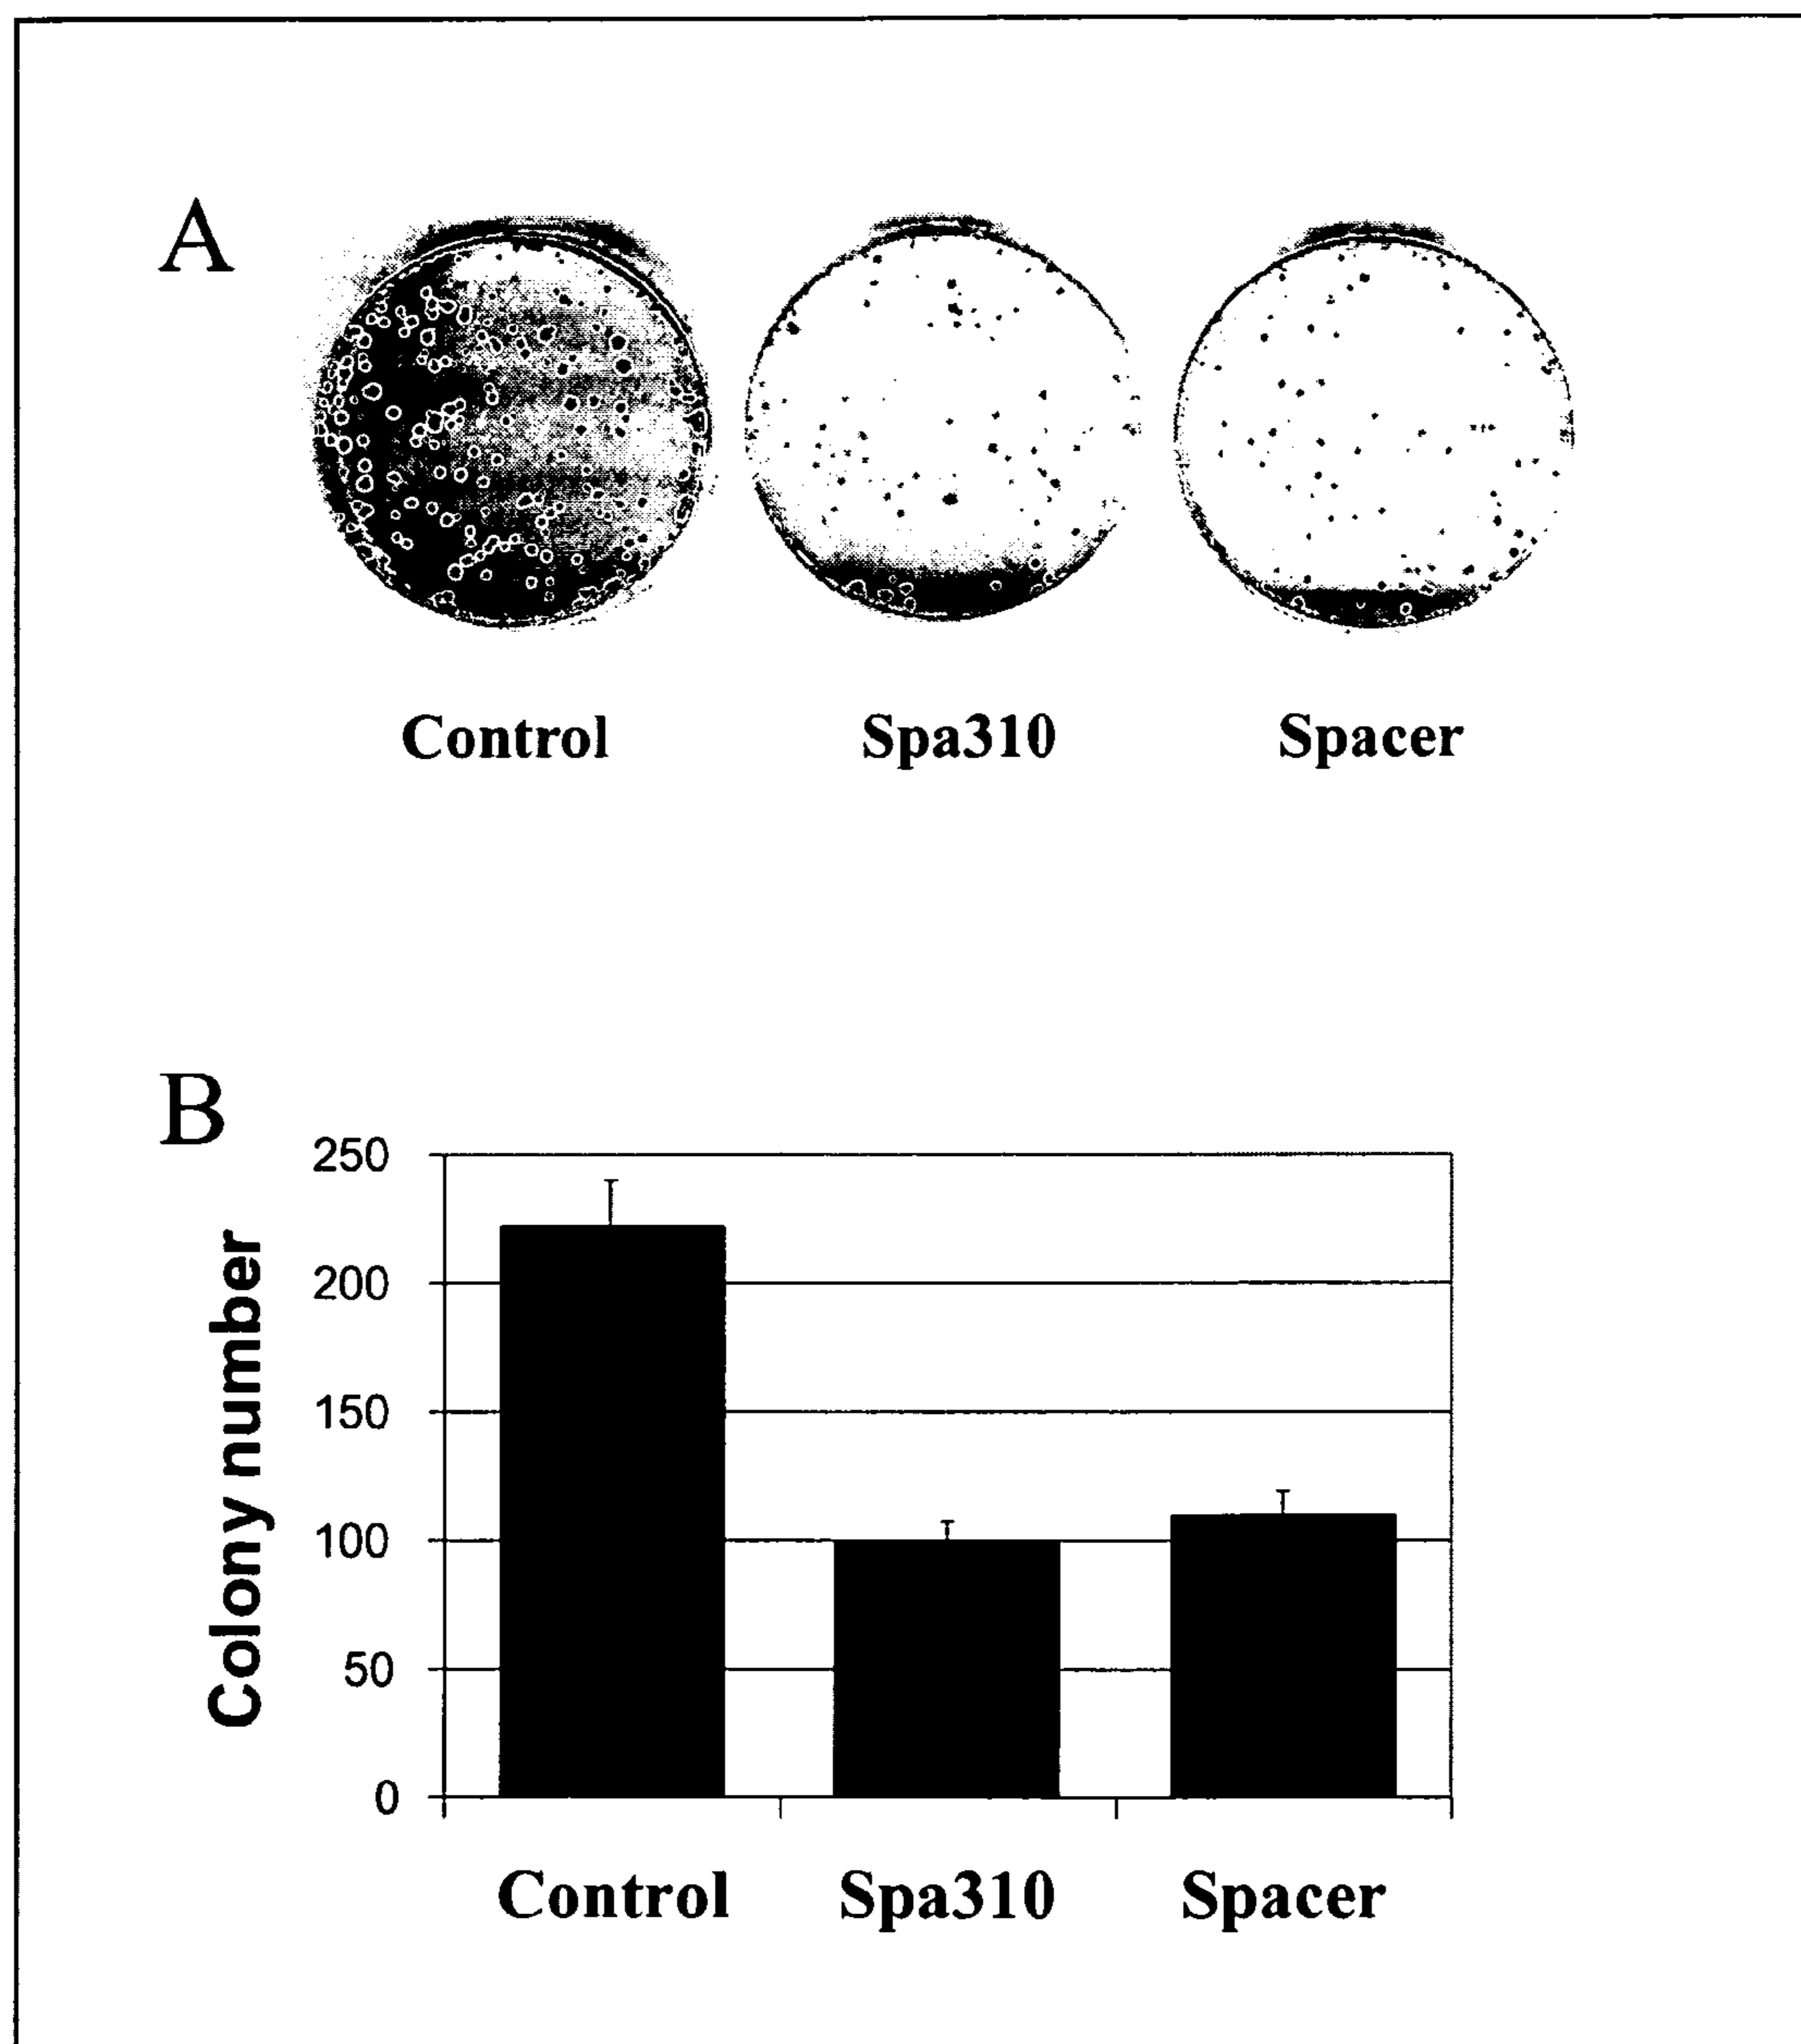 A
Control Spa310 Spacer
B
250
200
150
100
50
0
Colony number
Control Spa310 Spacer